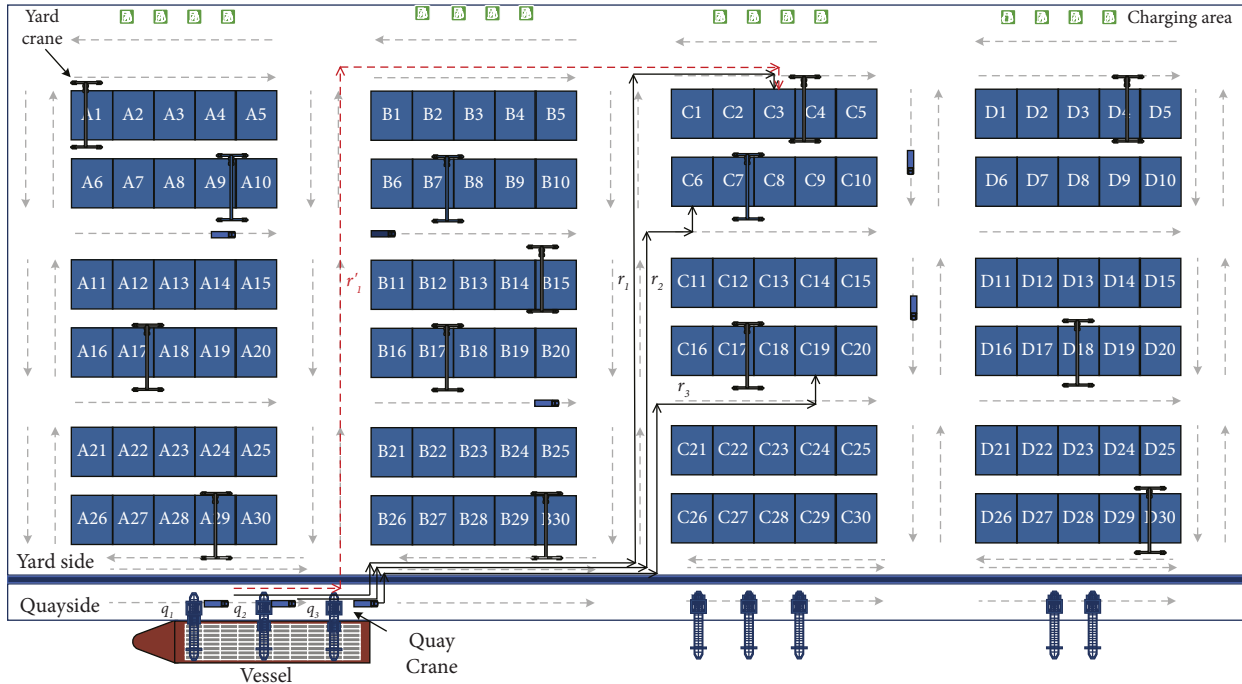 Charging area
Yard
crane
A1 A2 A3 A4 A5
B1 B2 B3 B4 B5
C1 C2 C3 C4 C5
D1 D2 D3 D4 D5
A6 A7 A8 A9 A10
B6 B7 B8 B9 B10
C6 C7 C8 C9 C10
D6 D7 D8 D9 D10
r'1
r1
r2
A11 A12 A13 A14 A15
B11 B12 B13 B14 B15
C11 C12 C13 C14 C15
D11 D12 D13 D14 D15
A16 A17 A18 A19 A20
B16 B17 B18 B19 B20
C16 C17 C18 C19 C20
D16 D17 D18 D19 D20
r3
A21 A22 A23 A24 A25
B21 B22 B23 B24 B25
C21 C22 C23 C24 C25
D21 D22 D23 D24 D25
A26 A27 A28 A29 A30
B26 B27 B28 B29 B30
C26 C27 C28 C29 C30
D26 D27 D28 D29 D30
Yard side
Quayside
q1
q2
q3
Quay
Crane
Vessel